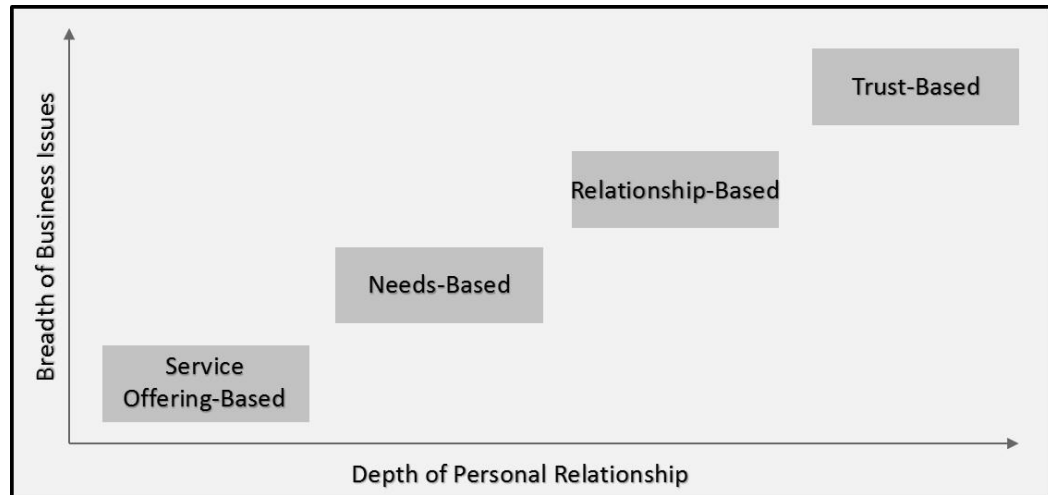 Trust-Based
Relationship-Based
Needs-Based
Service
Offering-Based
Breadth of Business Issues
Depth of Personal Relationship